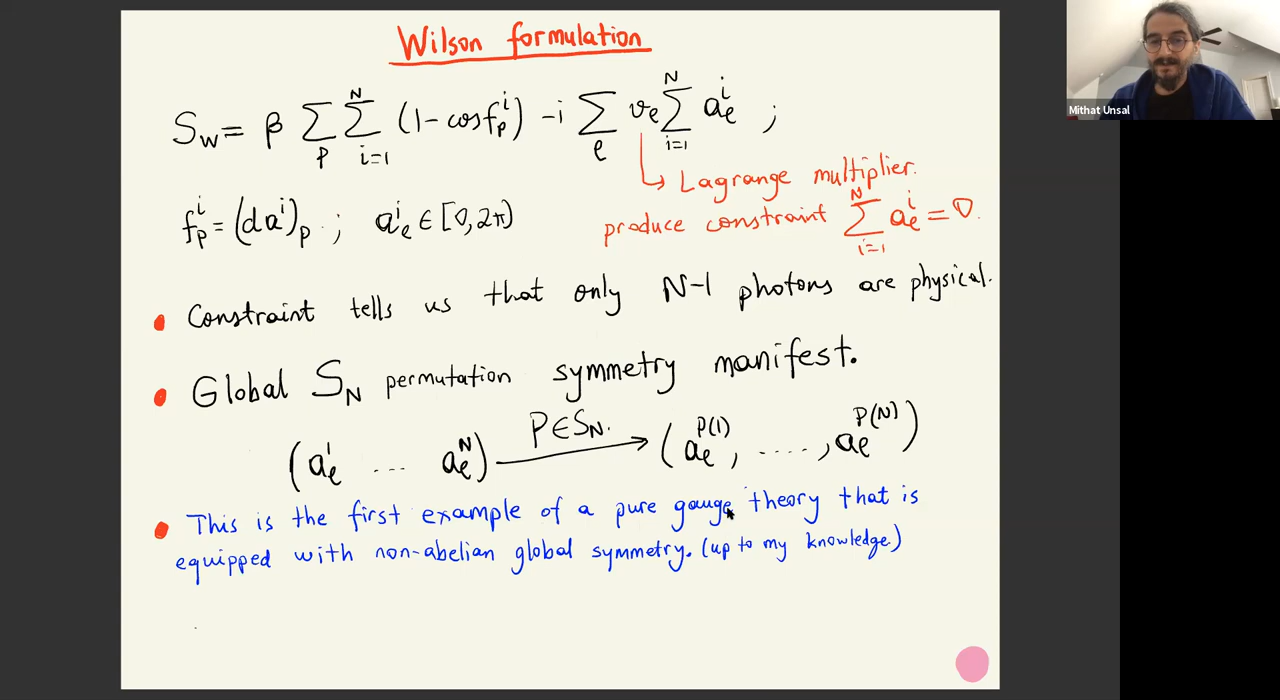 Wilson formulation
S_W = β Σ_p Σ_{i=1}^N (1-cos f_p^i) -i Σ_e v_e Σ_{i=1}^N a_e^i ;
↳ Lagrange multiplier.
produce constraint Σ_{i=1}^N a_e^i = 0.
f_p^i = (da^i)_p ; a_e^i ∈ [0,2π)
• Constraint tells us that only N-1 photons are physical.
• Global S_N permutation symmetry manifest.
(a_e^1 ... a_e^N) P∈S_N. → (a_e^{P(1)}, ....., a_e^{P(N)})
• This is the first example of a pure gauge theory that is
equipped with non-abelian global symmetry. (up to my knowledge.)
Mithat Unsal